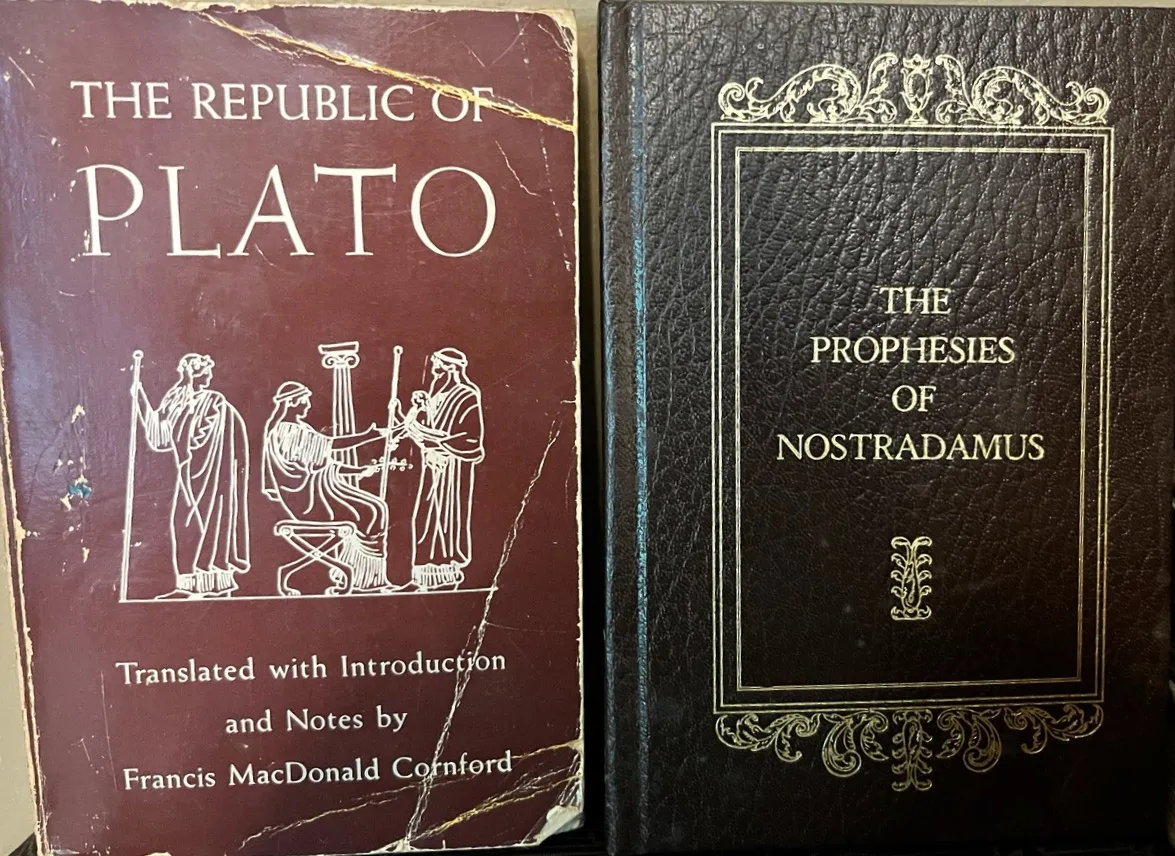 THE REPUBLIC OF
PLATO
Translated with Introduction
and Notes by
Francis MacDonald Cornford
THE
PROPHESIES
OF
NOSTRADAMUS